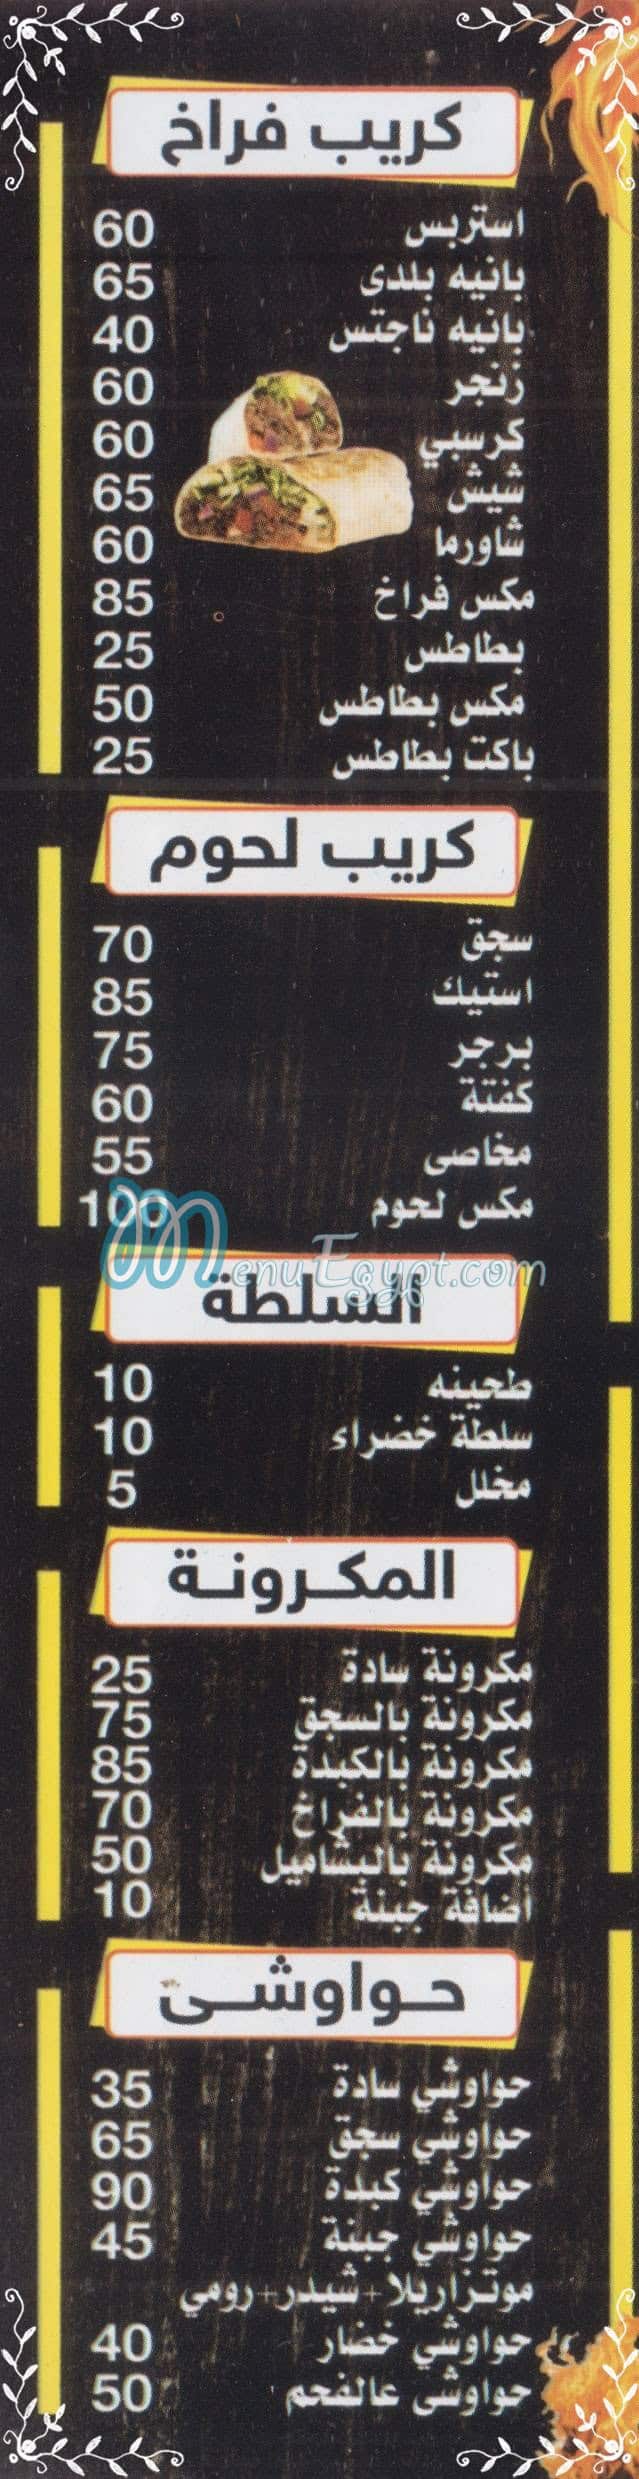 كريب فراخ
استربس 60
بانيه بلدى 65
بانيه ناجتس 40
زنجر 60
كرسبي 60
شيش 65
شاورما 60
مكس فراخ 85
بطاطس 25
مكس بطاطس 50
باكت بطاطس 25
كريب لحوم
سجق 70
استيك 85
برجر 75
كفتة 60
مخاصى 55
مكس لحوم 100
MenuEgypt.com
السلطة
طحينه 10
سلطة خضراء 10
مخلل 5
المكرونة
مكرونة سادة 25
مكرونة بالسجق 75
مكرونة بالكبدة 85
مكرونة بالفراخ 70
مكرونة بالبشاميل 50
أضافة جبنة 10
حواوشى
حواوشي سادة 35
حواوشي سجق 65
حواوشي كبدة 90
حواوشي جبنة 45
موتزاريلا+شيدر+رومي
حواوشي خضار 40
حواوشى عالفحم 50